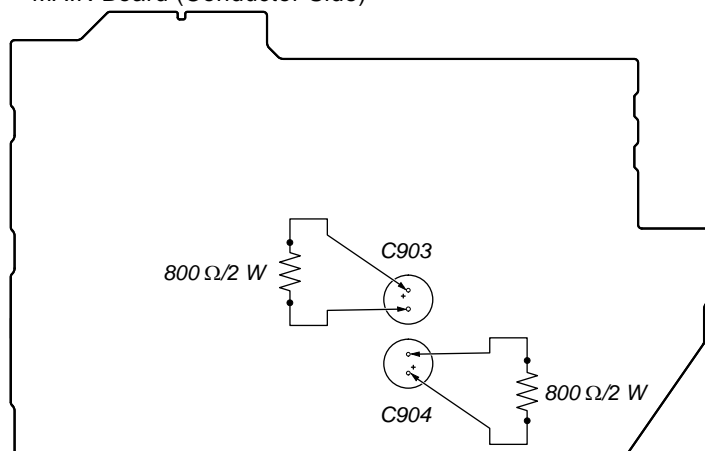 MAIN Board (Conductor Side)
C903
800 Ω/2 W
+
+
800 Ω/2 W
C904